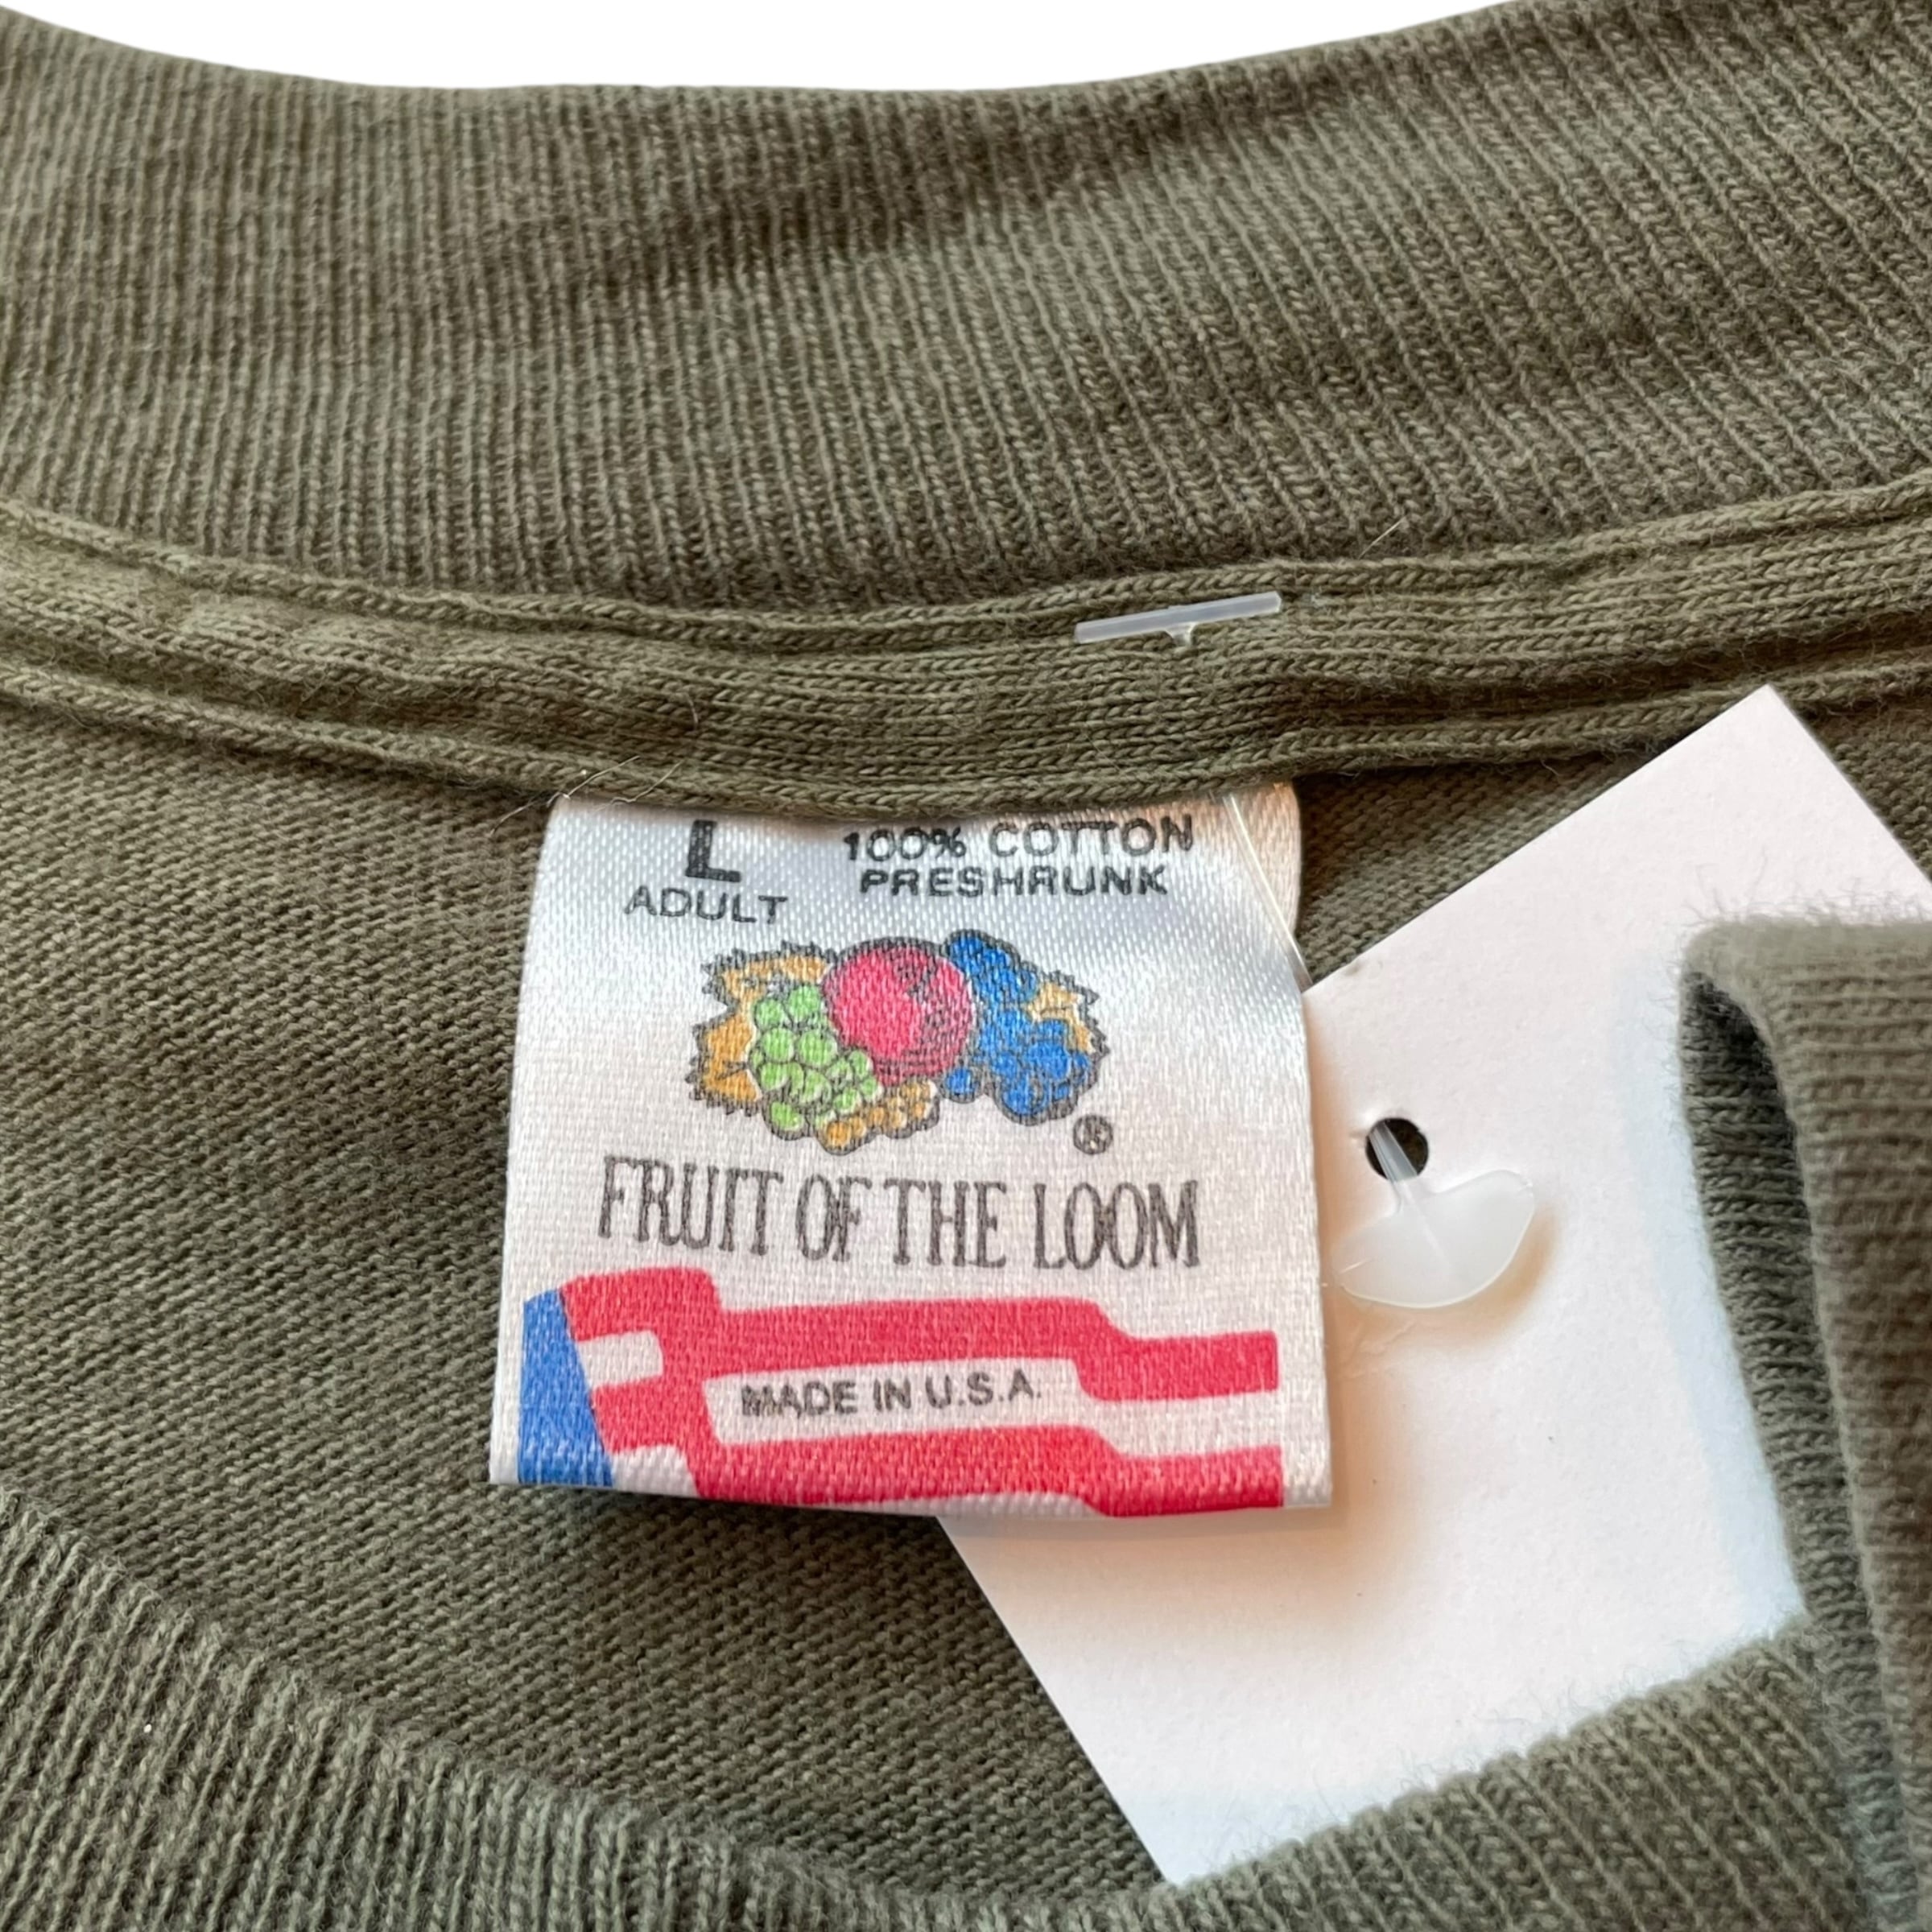 L
ADULT
100% COTTON
PRESHRUNK
®
FRUIT OF THE LOOM
MADE IN U.S.A.